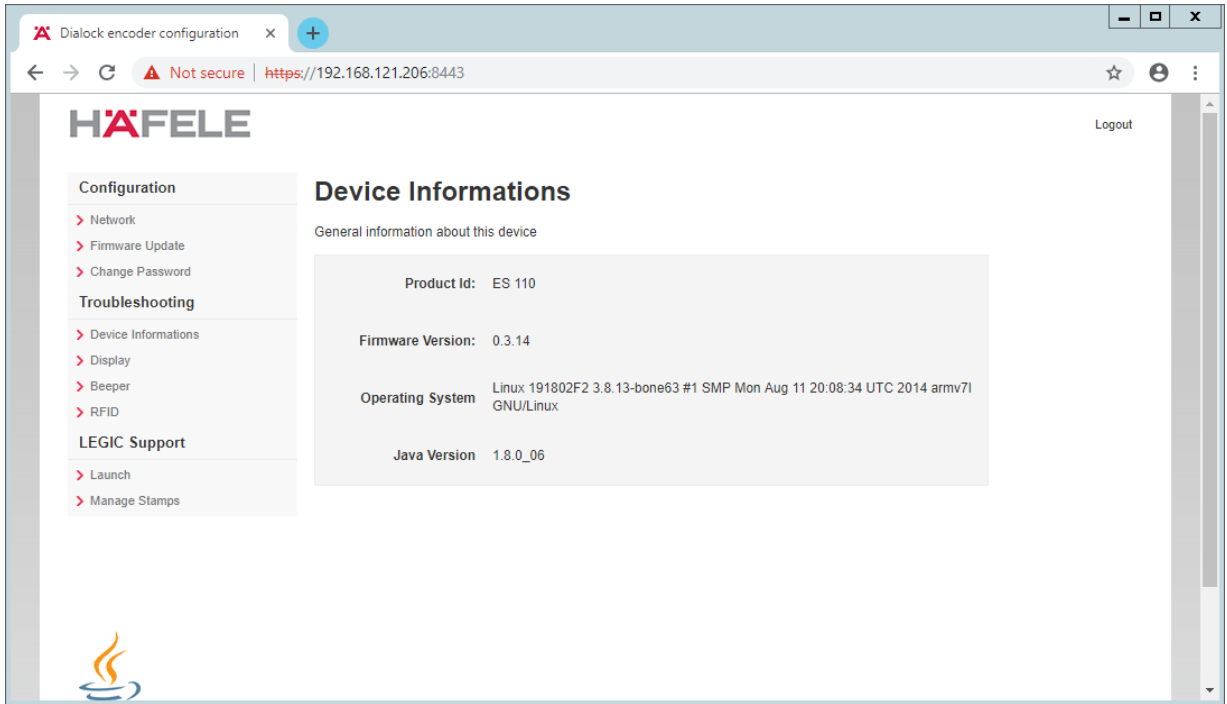 Dialock encoder configuration
Not secure | https://192.168.121.206:8443
HÄFELE
Logout
Configuration
Network
Firmware Update
Change Password
Troubleshooting
Device Informations
Display
Beeper
RFID
LEGIC Support
Launch
Manage Stamps
Device Informations
General information about this device
Product Id: ES 110
Firmware Version: 0.3.14
Operating System Linux 191802F2 3.8.13-bone63 #1 SMP Mon Aug 11 20:08:34 UTC 2014 armv7l
GNU/Linux
Java Version 1.8.0_06